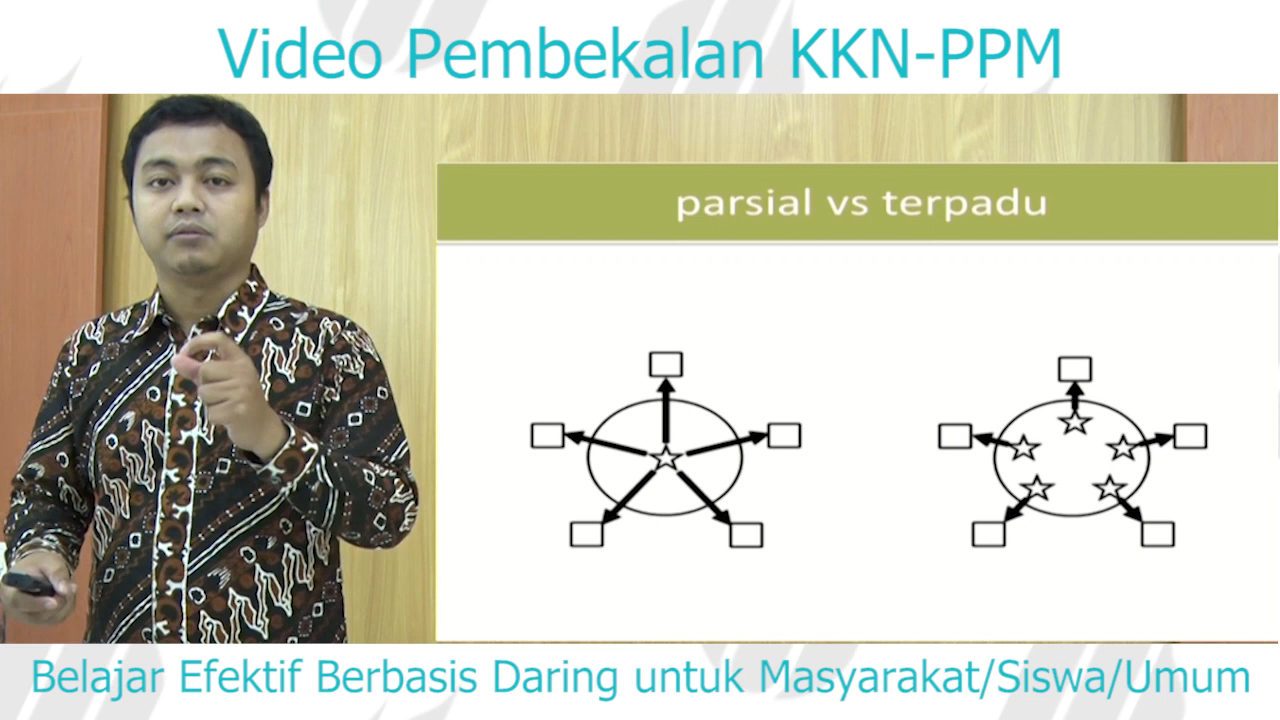 Video Pembekalan KKN-PPM
parsial vs terpadu
Belajar Efektif Berbasis Daring untuk Masyarakat/Siswa/Umum